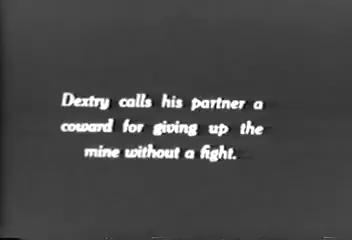 Dextry calls his partner a
coward for giving up the
mine without a fight.